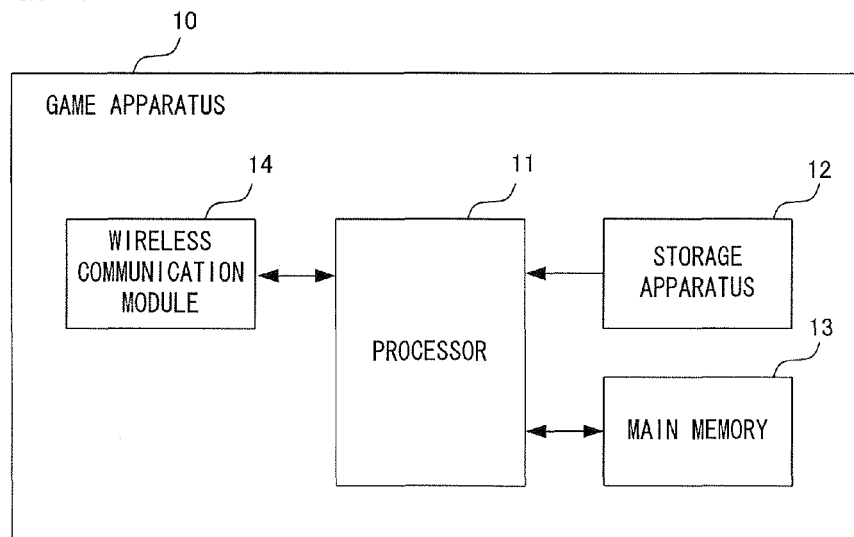 10
GAME APPARATUS
14
11
12
WIRELESS
COMMUNICATION
MODULE
STORAGE
APPARATUS
PROCESSOR
13
MAIN MEMORY